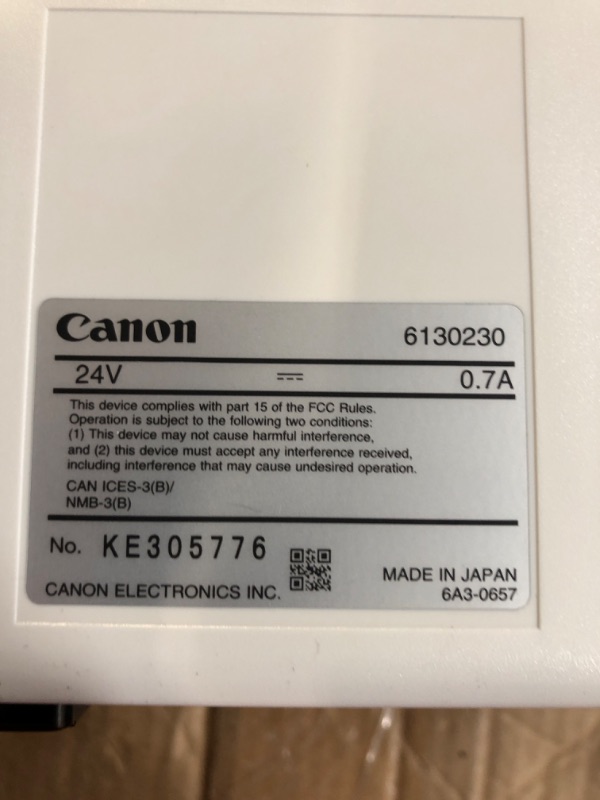 Canon 6130230
24V ⎓ 0.7A
This device complies with part 15 of the FCC Rules.
Operation is subject to the following two conditions:
(1) This device may not cause harmful interference,
and (2) this device must accept any interference received,
including interference that may cause undesired operation.
CAN ICES-3(B)/
NMB-3(B)
No. KE305776
CANON ELECTRONICS INC.
MADE IN JAPAN
6A3-0657